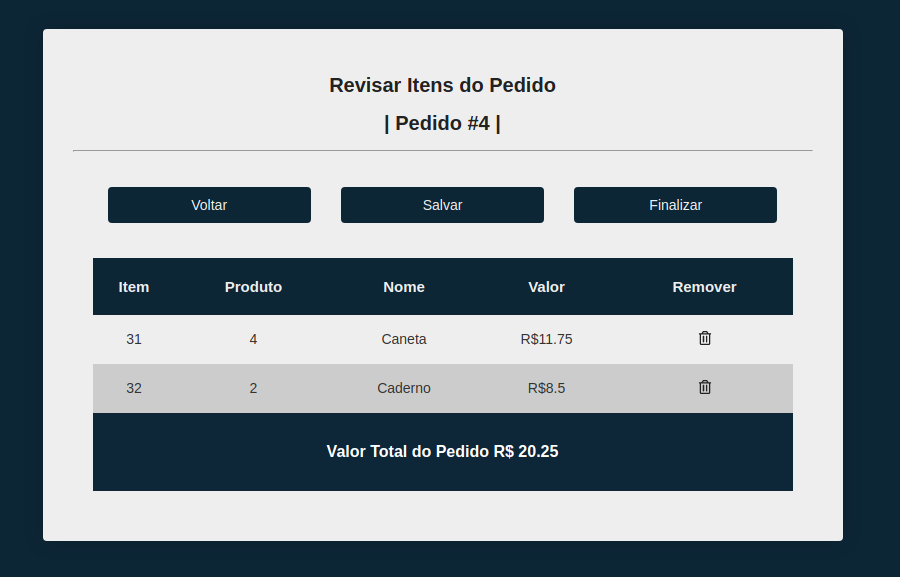 Revisar Itens do Pedido
| Pedido #4 |
Voltar Salvar Finalizar
Item Produto Nome Valor Remover
31 4 Caneta R$11.75
32 2 Caderno R$8.5
Valor Total do Pedido R$ 20.25